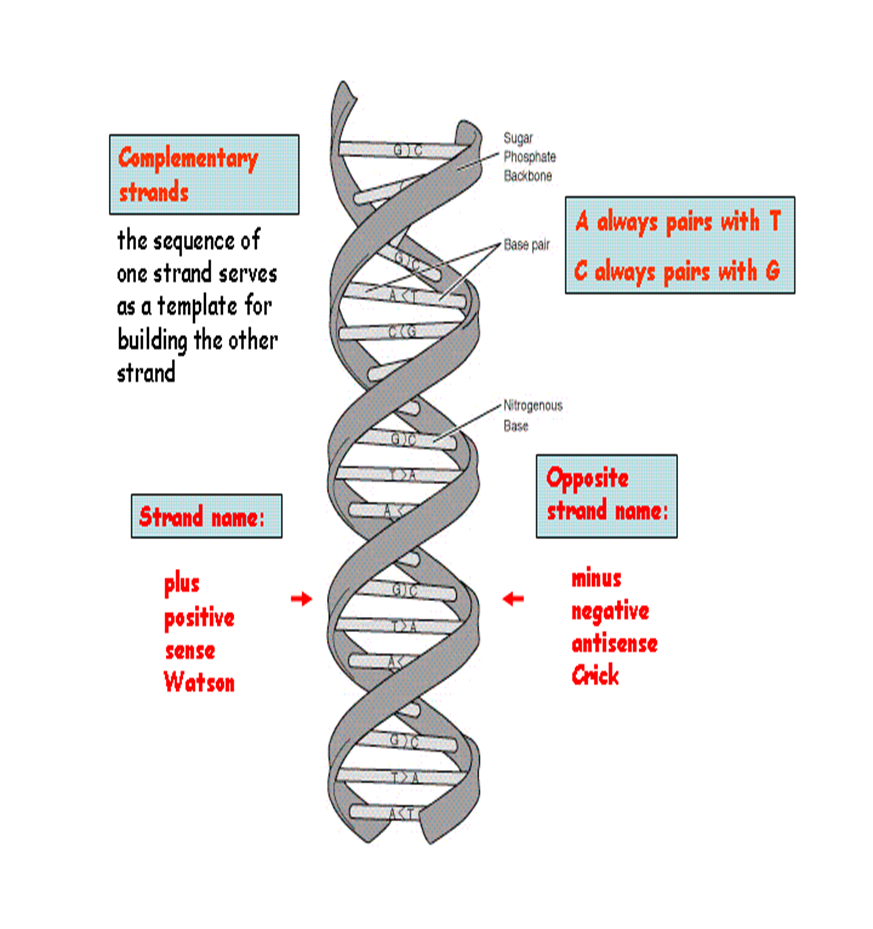 Complementary
strands
the sequence of
one strand serves
as a template for
building the other
strand
Sugar
Phosphate
Backbone
Base pair
A always pairs with T
C always pairs with G
Nitrogenous
Base
Strand name:
plus
positive
sense
Watson
Opposite
strand name:
minus
negative
antisense
Crick
G C
G C
A T
C G
G C
T A
A
G C
T A
A
G C
T A
A T